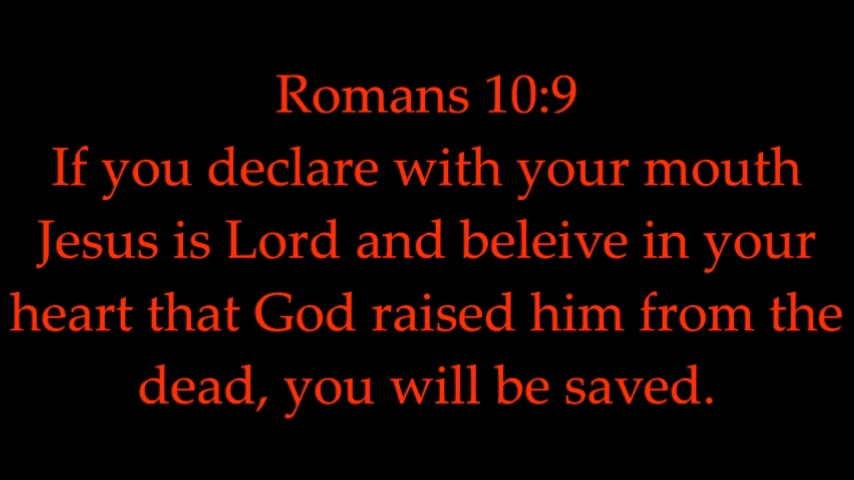 Romans 10:9
If you declare with your mouth
Jesus is Lord and beleive in your
heart that God raised him from the
dead, you will be saved.